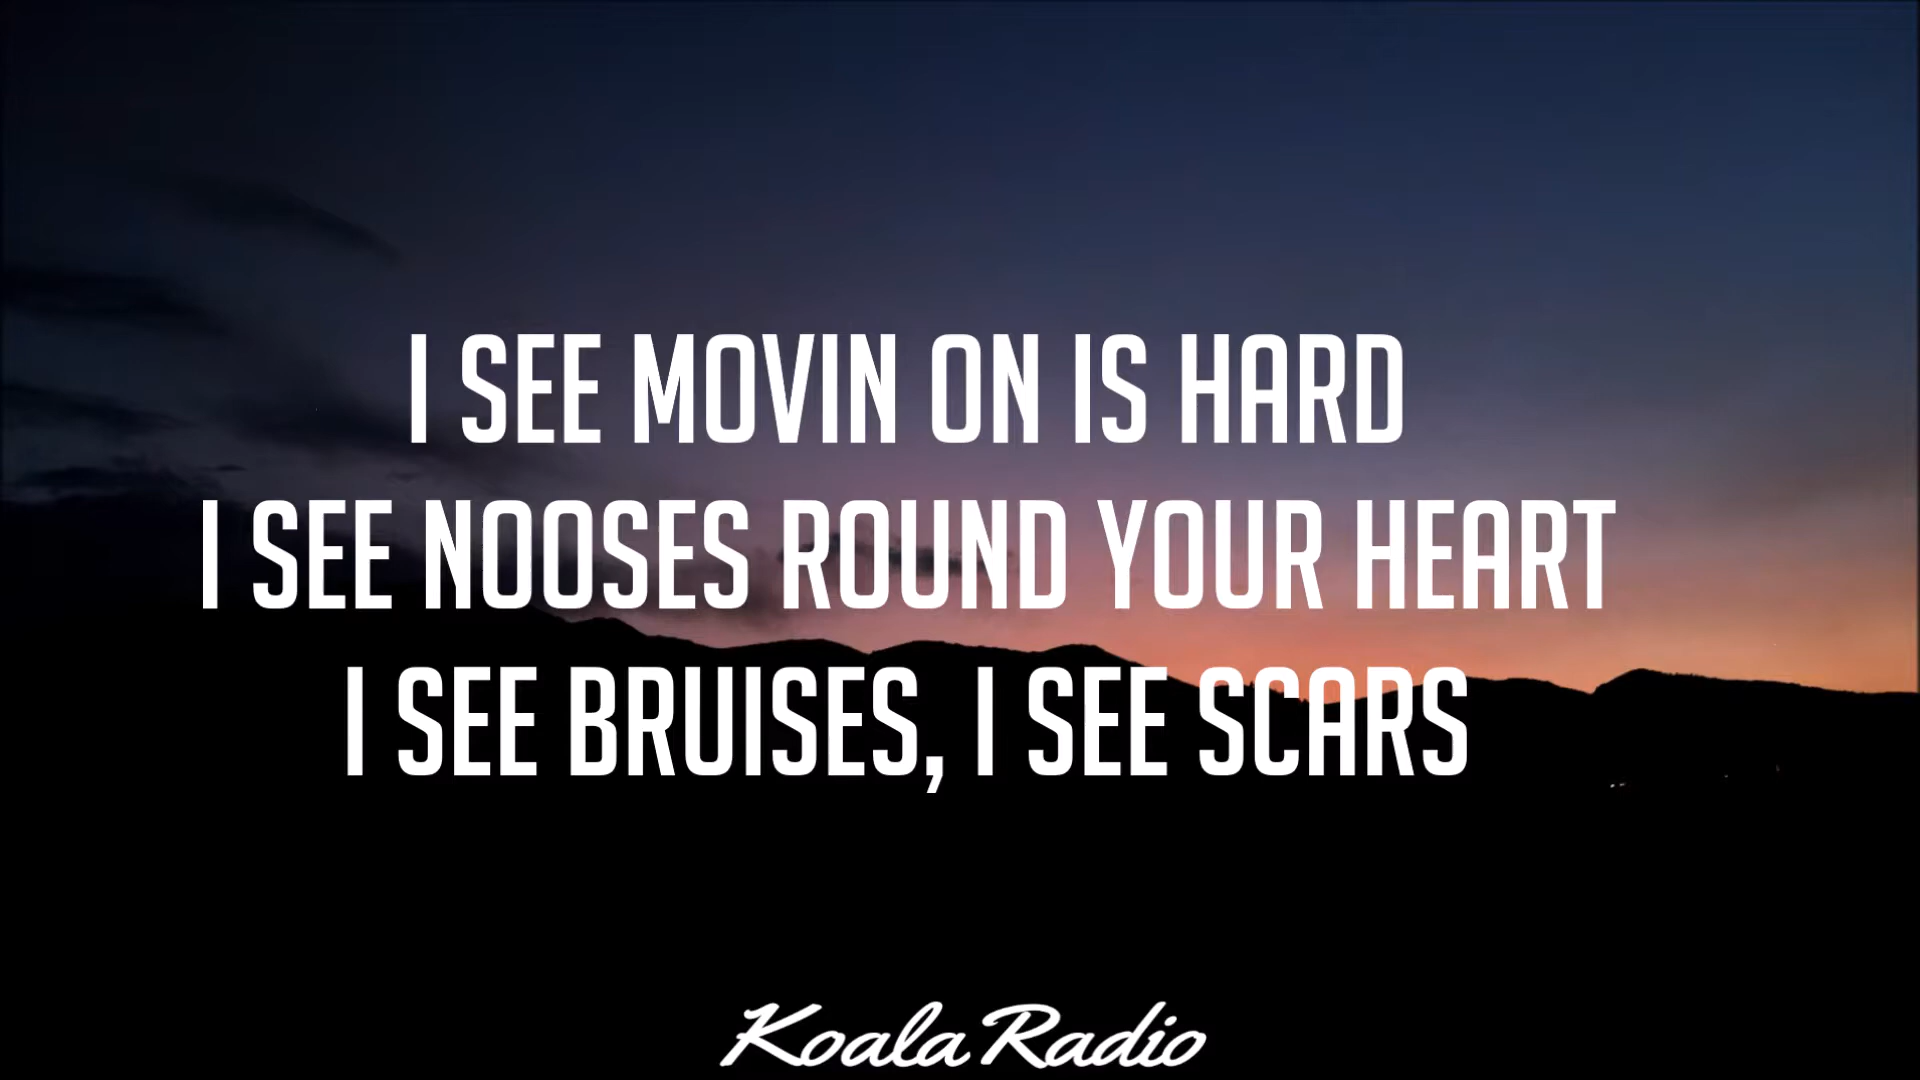 I SEE MOVIN ON IS HARD
I SEE NOOSES ROUND YOUR HEART
I SEE BRUISES, I SEE SCARS
Koala Radio